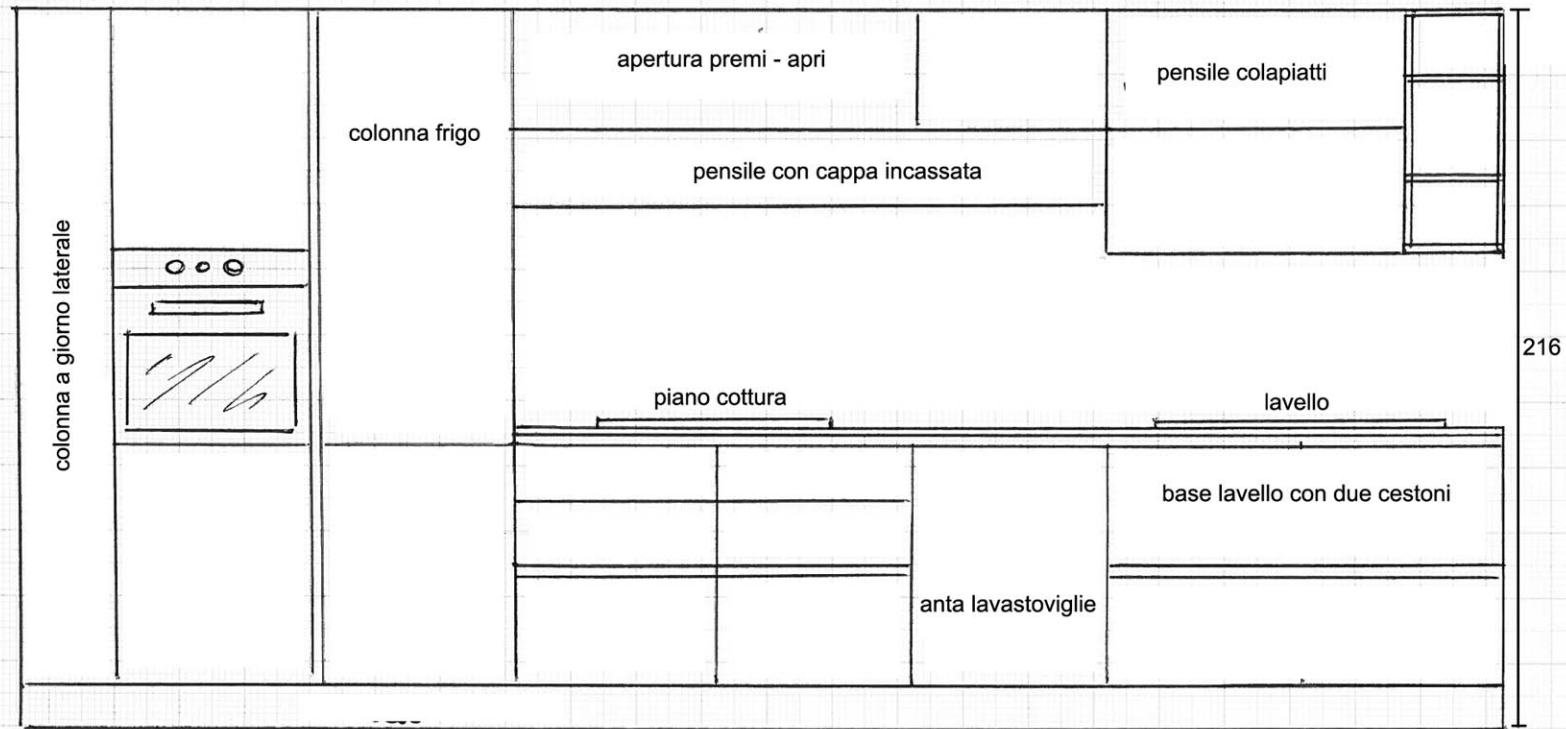 apertura premi - apri
pensile colapiatti
colonna frigo
pensile con cappa incassata
colonna a giorno laterale
216
piano cottura
lavello
base lavello con due cestoni
anta lavastoviglie